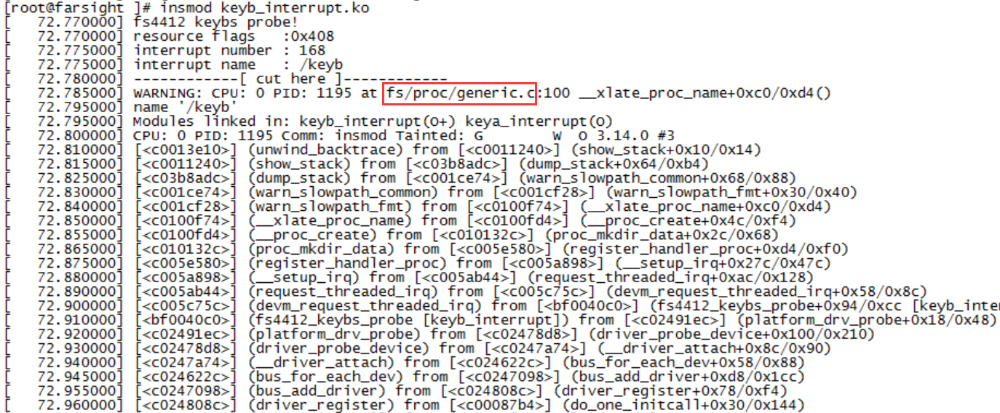 [root@farsight ]# insmod keyb_interrupt.ko
[   72.770000] fs4412 keybs probe!
[   72.770000] resource flags   :0x408
[   72.775000] interrupt number : 168
[   72.775000] interrupt name   : /keyb
[   72.780000] ------------[ cut here ]------------
[   72.785000] WARNING: CPU: 0 PID: 1195 at fs/proc/generic.c:100 __xlate_proc_name+0xc0/0xd4()
[   72.795000] name '/keyb'
[   72.795000] Modules linked in: keyb_interrupt(O+) keya_interrupt(O)
[   72.800000] CPU: 0 PID: 1195 Comm: insmod Tainted: G        W  O 3.14.0 #3
[   72.810000] [<c0013e10>] (unwind_backtrace) from [<c0011240>] (show_stack+0x10/0x14)
[   72.815000] [<c0011240>] (show_stack) from [<c03b8adc>] (dump_stack+0x64/0xb4)
[   72.825000] [<c03b8adc>] (dump_stack) from [<c001ce74>] (warn_slowpath_common+0x68/0x88)
[   72.830000] [<c001ce74>] (warn_slowpath_common) from [<c001cf28>] (warn_slowpath_fmt+0x30/0x40)
[   72.840000] [<c001cf28>] (warn_slowpath_fmt) from [<c0100f74>] (__xlate_proc_name+0xc0/0xd4)
[   72.850000] [<c0100f74>] (__xlate_proc_name) from [<c0100fd4>] (__proc_create+0x4c/0xf4)
[   72.855000] [<c0100fd4>] (__proc_create) from [<c010132c>] (proc_mkdir_data+0x2c/0x68)
[   72.865000] [<c010132c>] (proc_mkdir_data) from [<c005e580>] (register_handler_proc+0xd4/0xf0)
[   72.875000] [<c005e580>] (register_handler_proc) from [<c005a898>] (__setup_irq+0x27c/0x47c)
[   72.880000] [<c005a898>] (__setup_irq) from [<c005ab44>] (request_threaded_irq+0xac/0x128)
[   72.890000] [<c005ab44>] (request_threaded_irq) from [<c005c75c>] (devm_request_threaded_irq+0x58/0x8c)
[   72.900000] [<c005c75c>] (devm_request_threaded_irq) from [<bf0040c0>] (fs4412_keybs_probe+0x94/0xcc [keyb_inte
[   72.910000] [<bf0040c0>] (fs4412_keybs_probe [keyb_interrupt]) from [<c02491ec>] (platform_drv_probe+0x18/0x48)
[   72.920000] [<c02491ec>] (platform_drv_probe) from [<c02478d8>] (driver_probe_device+0x100/0x210)
[   72.930000] [<c02478d8>] (driver_probe_device) from [<c0247a74>] (__driver_attach+0x8c/0x90)
[   72.940000] [<c0247a74>] (__driver_attach) from [<c024622c>] (bus_for_each_dev+0x58/0x88)
[   72.945000] [<c024622c>] (bus_for_each_dev) from [<c0247098>] (bus_add_driver+0xd8/0x1cc)
[   72.955000] [<c0247098>] (bus_add_driver) from [<c024808c>] (driver_register+0x78/0xf4)
[   72.960000] [<c024808c>] (driver_register) from [<c00087b4>] (do_one_initcall+0x30/0x144)